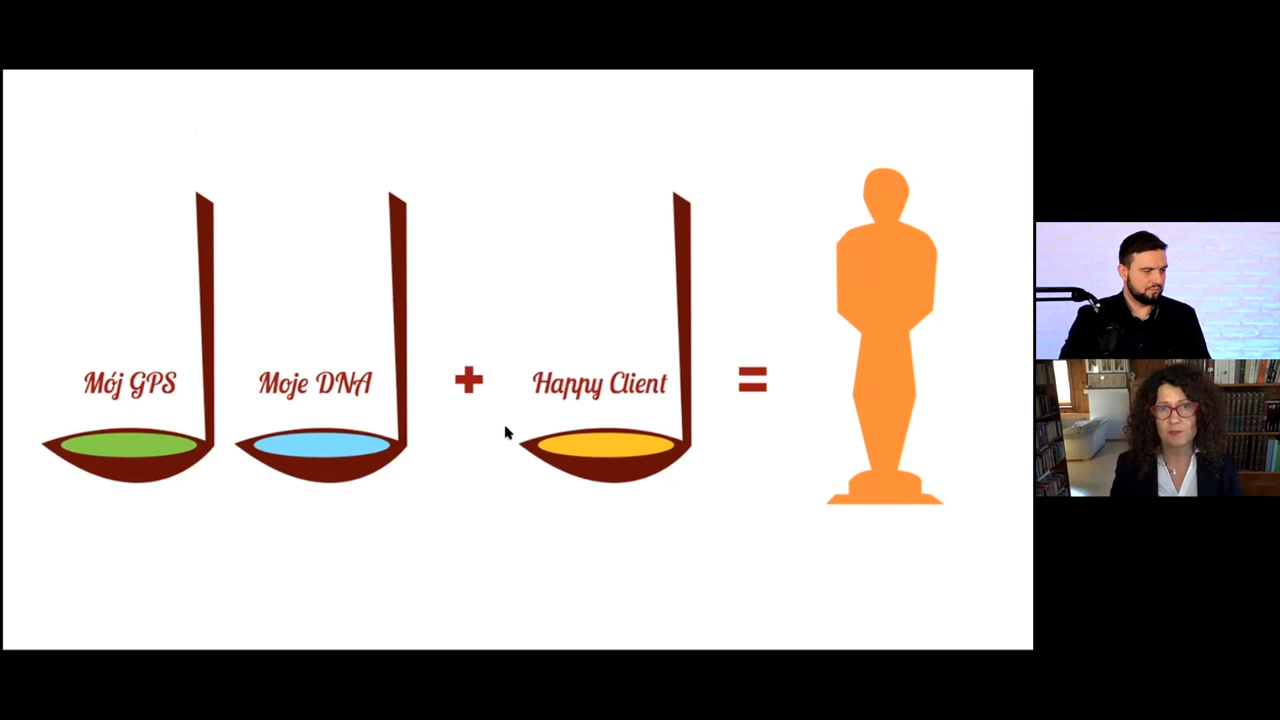 Mój GPS
Moje DNA
+
Happy Client
=